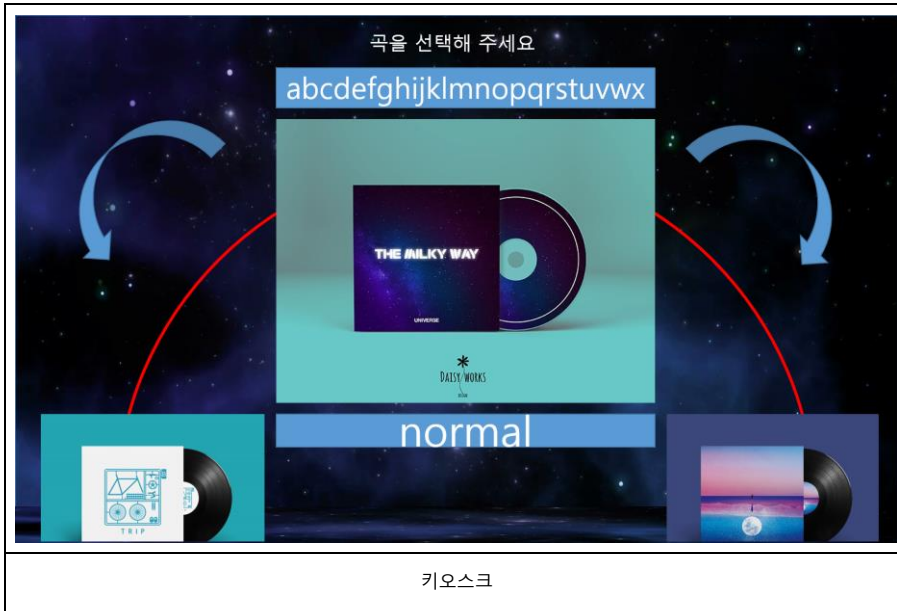 곡을 선택해 주세요
abcdefghijklmnopqrstuvwx
THE MILKY WAY
UNIVERSE
DAISY WORKS
normal
TRIP
키오스크